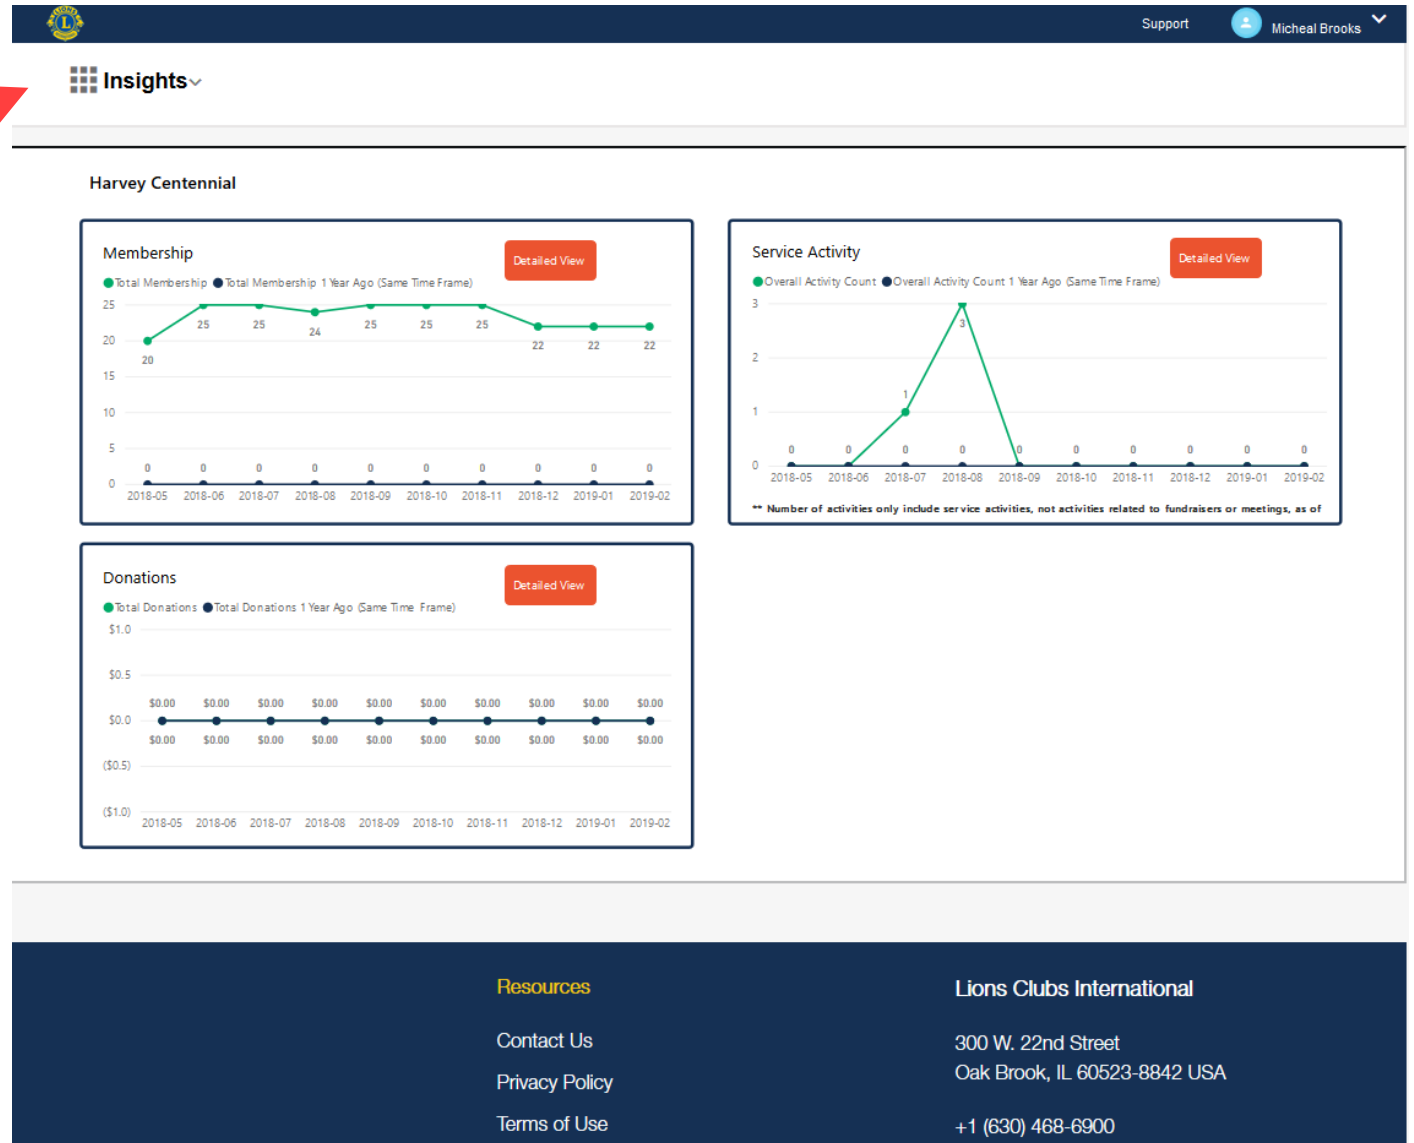 Support
Micheal Brooks
Insights
Harvey Centennial
Membership
Detailed View
Total Membership Total Membership 1 Year Ago (Same Time Frame)
25
20
15
10
5
0
20 25 25 24 25 25 25 22 22 22
0 0 0 0 0 0 0 0 0 0
2018-05 2018-06 2018-07 2018-08 2018-09 2018-10 2018-11 2018-12 2019-01 2019-02
Service Activity
Detailed View
Overall Activity Count Overall Activity Count 1 Year Ago (Same Time Frame)
3
2
1
0
1 3
0 0 0 0 0 0 0 0 0 0
2018-05 2018-06 2018-07 2018-08 2018-09 2018-10 2018-11 2018-12 2019-01 2019-02
** Number of activities only include service activities, not activities related to fundraisers or meetings, as of
Donations
Detailed View
Total Donations Total Donations 1 Year Ago (Same Time Frame)
$1.0
$0.5
$0.0
($0.5)
($1.0)
$0.00 $0.00 $0.00 $0.00 $0.00 $0.00 $0.00 $0.00 $0.00 $0.00
$0.00 $0.00 $0.00 $0.00 $0.00 $0.00 $0.00 $0.00 $0.00 $0.00
2018-05 2018-06 2018-07 2018-08 2018-09 2018-10 2018-11 2018-12 2019-01 2019-02
Resources
Contact Us
Privacy Policy
Terms of Use
Lions Clubs International
300 W. 22nd Street
Oak Brook, IL 60523-8842 USA
+1 (630) 468-6900